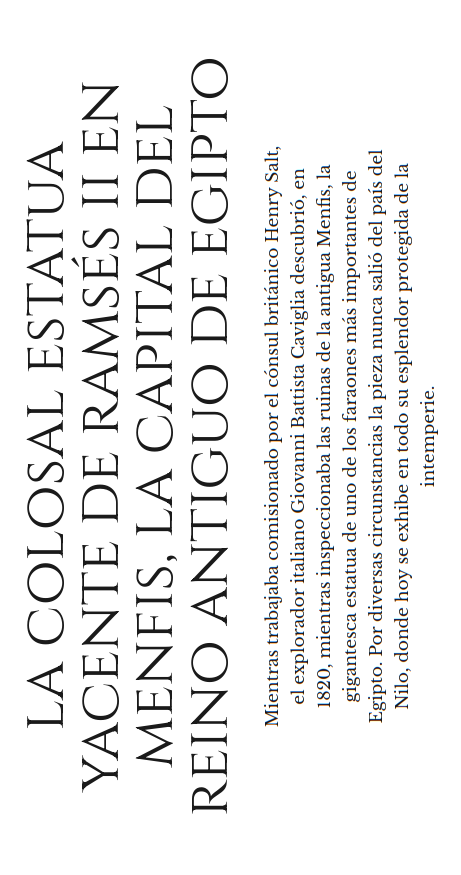 LA COLOSAL ESTATUA
YACENTE DE RAMSÉS II EN
MENFIS, LA CAPITAL DEL
REINO ANTIGUO DE EGIPTO
Mientras trabajaba comisionado por el cónsul británico Henry Salt,
el explorador italiano Giovanni Battista Caviglia descubrió, en
1820, mientras inspeccionaba las ruinas de la antigua Menfis, la
gigantesca estatua de uno de los faraones más importantes de
Egipto. Por diversas circunstancias la pieza nunca salió del país del
Nilo, donde hoy se exhibe en todo su esplendor protegida de la
intemperie.